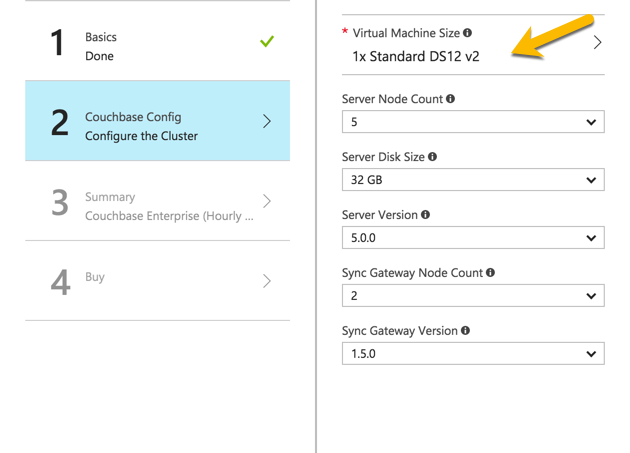 1
Basics
Done
2
Couchbase Config
Configure the Cluster
3
Summary
Couchbase Enterprise (Hourly ...
4
Buy
* Virtual Machine Size
1x Standard DS12 v2
Server Node Count
5
Server Disk Size
32 GB
Server Version
5.0.0
Sync Gateway Node Count
2
Sync Gateway Version
1.5.0